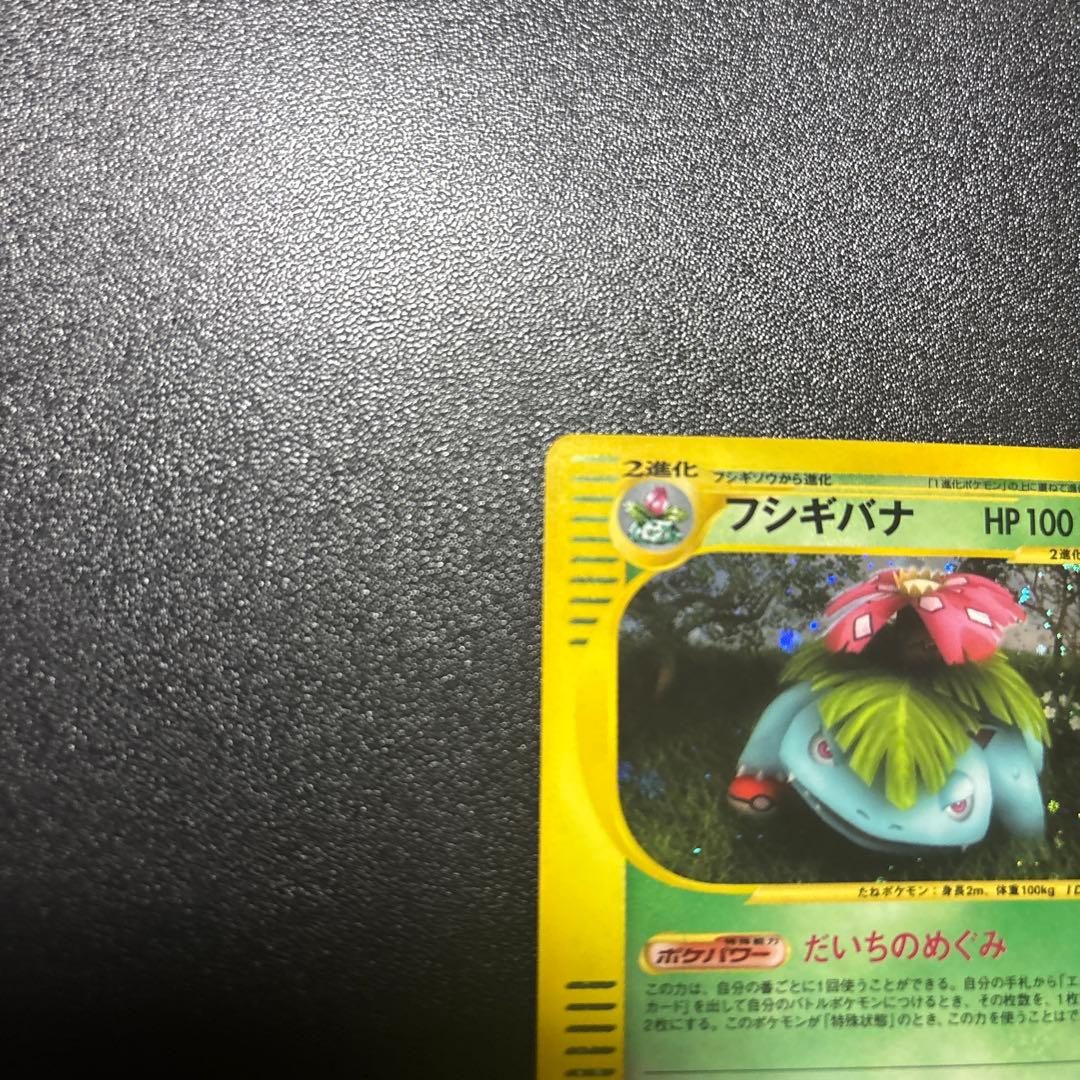 2進化
フシギソウから進化
「1進化ポケモン」の上に重ねて進
フシギバナ HP 100
2進化
たねポケモン：身長2m、体重100kg
特殊能力
ポケパワー だいちのめぐみ
この力は、自分の番ごとに1回使うことができる。自分の手札から「エ
カード」を出して自分のバトルポケモンにつけるとき、その枚数を、1枚
2枚にする。このポケモンが「特殊状態」のとき、この力を使うことはで